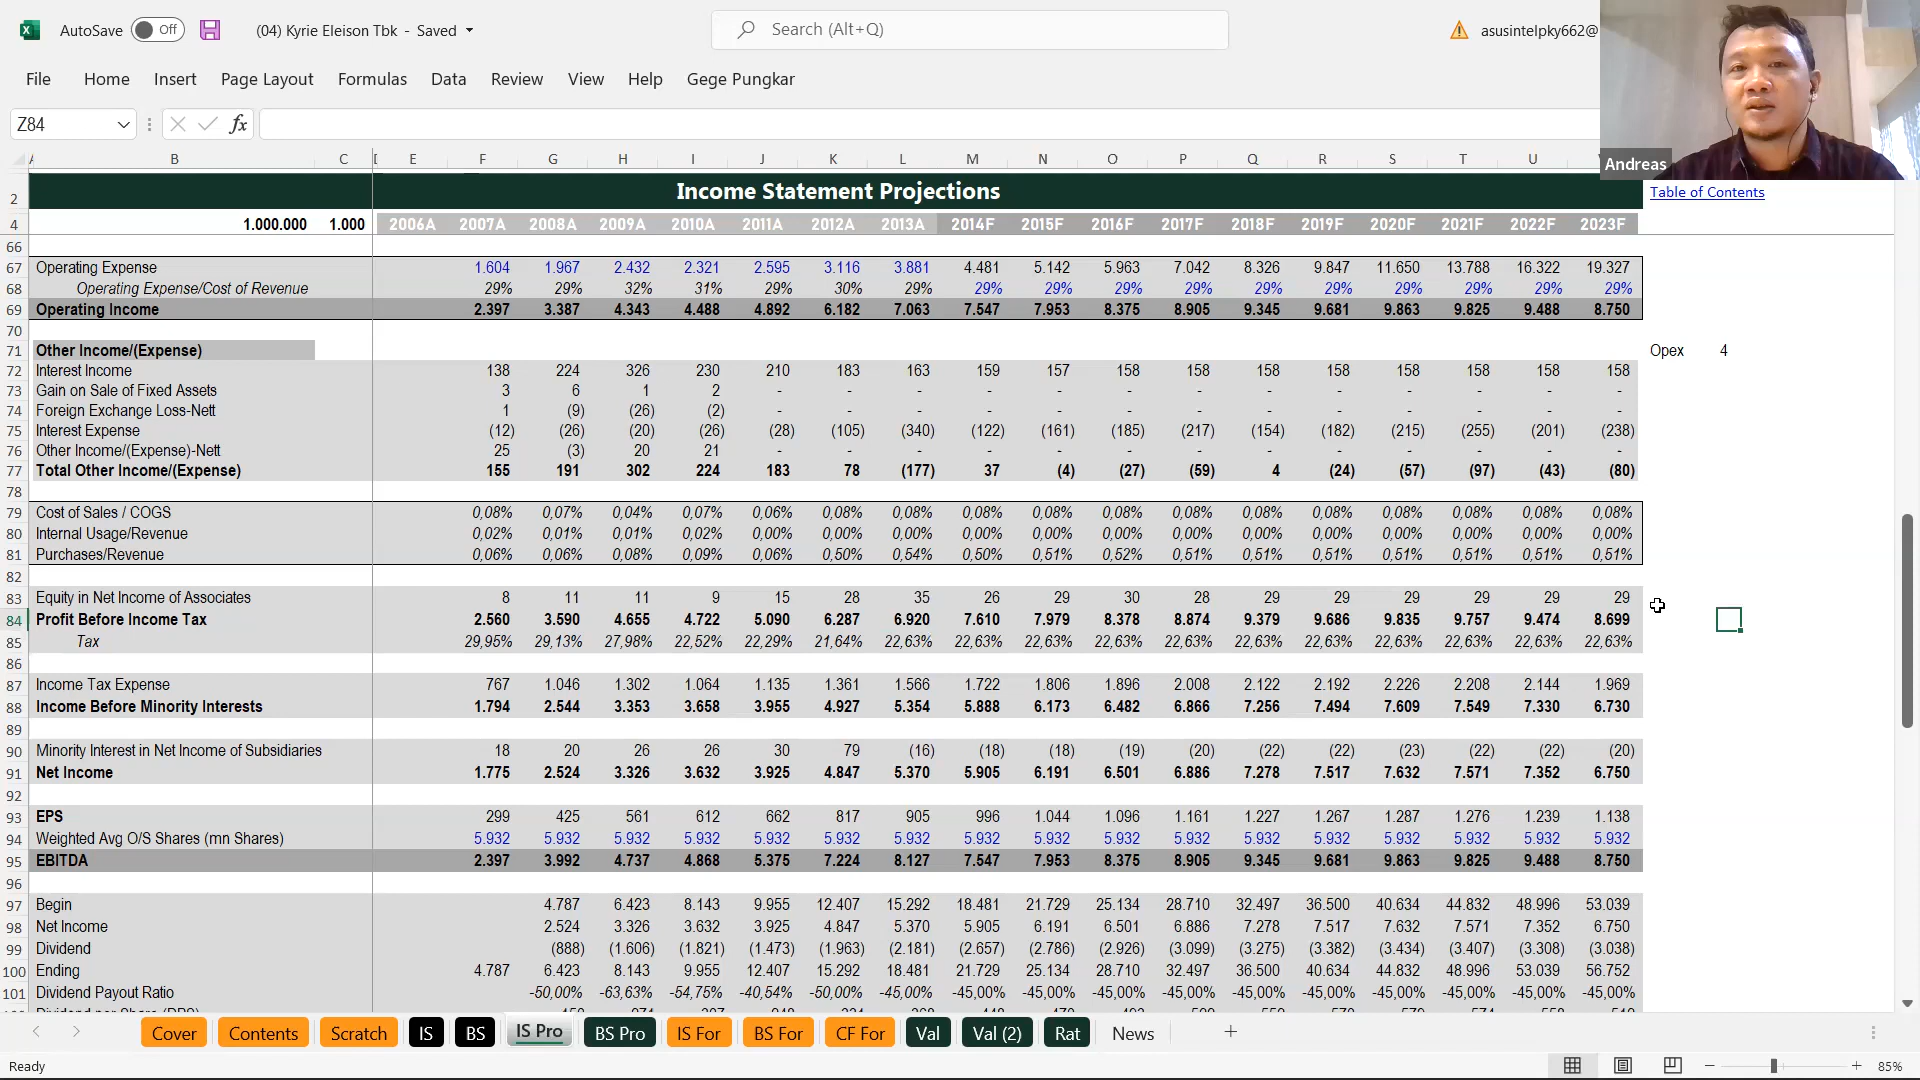 AutoSave Off (04) Kyrie Eleison Tbk - Saved Search (Alt+Q) asusintelpky662@
File Home Insert Page Layout Formulas Data Review View Help Gege Pungkar
Z84 fx
Andreas
A B C E F G H I J K L M N O P Q R S T U
2 Income Statement Projections Table of Contents
4 1.000.000 1.000 2006A 2007A 2008A 2009A 2010A 2011A 2012A 2013A 2014F 2015F 2016F 2017F 2018F 2019F 2020F 2021F 2022F 2023F
66
67 Operating Expense 1.604 1.967 2.432 2.321 2.595 3.116 3.881 4.481 5.142 5.963 7.042 8.326 9.847 11.650 13.788 16.322 19.327
68 Operating Expense/Cost of Revenue 29% 29% 32% 31% 29% 30% 29% 29% 29% 29% 29% 29% 29% 29% 29% 29% 29%
69 Operating Income 2.397 3.387 4.343 4.488 4.892 6.182 7.063 7.547 7.953 8.375 8.905 9.345 9.681 9.863 9.825 9.488 8.750
70
71 Other Income/(Expense) Opex 4
72 Interest Income 138 224 326 230 210 183 163 159 157 158 158 158 158 158 158 158 158
73 Gain on Sale of Fixed Assets 3 6 1 2 - - - - - - - - - - - - -
74 Foreign Exchange Loss-Nett 1 (9) (26) (2) - - - - - - - - - - - - -
75 Interest Expense (12) (26) (20) (26) (28) (105) (340) (122) (161) (185) (217) (154) (182) (215) (255) (201) (238)
76 Other Income/(Expense)-Nett 25 (3) 20 21 - - - - - - - - - - - - -
77 Total Other Income/(Expense) 155 191 302 224 183 78 (177) 37 (4) (27) (59) 4 (24) (57) (97) (43) (80)
78
79 Cost of Sales / COGS 0,08% 0,07% 0,04% 0,07% 0,06% 0,08% 0,08% 0,08% 0,08% 0,08% 0,08% 0,08% 0,08% 0,08% 0,08% 0,08% 0,08%
80 Internal Usage/Revenue 0,02% 0,01% 0,01% 0,02% 0,00% 0,00% 0,00% 0,00% 0,00% 0,00% 0,00% 0,00% 0,00% 0,00% 0,00% 0,00% 0,00%
81 Purchases/Revenue 0,06% 0,06% 0,08% 0,09% 0,06% 0,50% 0,54% 0,50% 0,51% 0,52% 0,51% 0,51% 0,51% 0,51% 0,51% 0,51% 0,51%
82
83 Equity in Net Income of Associates 8 11 11 9 15 28 35 26 29 30 28 29 29 29 29 29 29
84 Profit Before Income Tax 2.560 3.590 4.655 4.722 5.090 6.287 6.920 7.610 7.979 8.378 8.874 9.379 9.686 9.835 9.757 9.474 8.699
85 Tax 29,95% 29,13% 27,98% 22,52% 22,29% 21,64% 22,63% 22,63% 22,63% 22,63% 22,63% 22,63% 22,63% 22,63% 22,63% 22,63% 22,63%
86
87 Income Tax Expense 767 1.046 1.302 1.064 1.135 1.361 1.566 1.722 1.806 1.896 2.008 2.122 2.192 2.226 2.208 2.144 1.969
88 Income Before Minority Interests 1.794 2.544 3.353 3.658 3.955 4.927 5.354 5.888 6.173 6.482 6.866 7.256 7.494 7.609 7.549 7.330 6.730
89
90 Minority Interest in Net Income of Subsidiaries 18 20 26 26 30 79 (16) (18) (18) (19) (20) (22) (22) (23) (22) (22) (20)
91 Net Income 1.775 2.524 3.326 3.632 3.925 4.847 5.370 5.905 6.191 6.501 6.886 7.278 7.517 7.632 7.571 7.352 6.750
92
93 EPS 299 425 561 612 662 817 905 996 1.044 1.096 1.161 1.227 1.267 1.287 1.276 1.239 1.138
94 Weighted Avg O/S Shares (mn Shares) 5.932 5.932 5.932 5.932 5.932 5.932 5.932 5.932 5.932 5.932 5.932 5.932 5.932 5.932 5.932 5.932 5.932
95 EBITDA 2.397 3.992 4.737 4.868 5.375 7.224 8.127 7.547 7.953 8.375 8.905 9.345 9.681 9.863 9.825 9.488 8.750
96
97 Begin 4.787 6.423 8.143 9.955 12.407 15.292 18.481 21.729 25.134 28.710 32.497 36.500 40.634 44.832 48.996 53.039
98 Net Income 2.524 3.326 3.632 3.925 4.847 5.370 5.905 6.191 6.501 6.886 7.278 7.517 7.632 7.571 7.352 6.750
99 Dividend (888) (1.606) (1.821) (1.473) (1.963) (2.181) (2.657) (2.786) (2.926) (3.099) (3.275) (3.382) (3.434) (3.407) (3.308) (3.038)
100 Ending 4.787 6.423 8.143 9.955 12.407 15.292 18.481 21.729 25.134 28.710 32.497 36.500 40.634 44.832 48.996 53.039 56.752
101 Dividend Payout Ratio -50,00% -63,63% -54,75% -40,54% -50,00% -45,00% -45,00% -45,00% -45,00% -45,00% -45,00% -45,00% -45,00% -45,00% -45,00% -45,00%
Cover Contents Scratch IS BS IS Pro BS Pro IS For BS For CF For Val Val (2) Rat News
Ready 85%